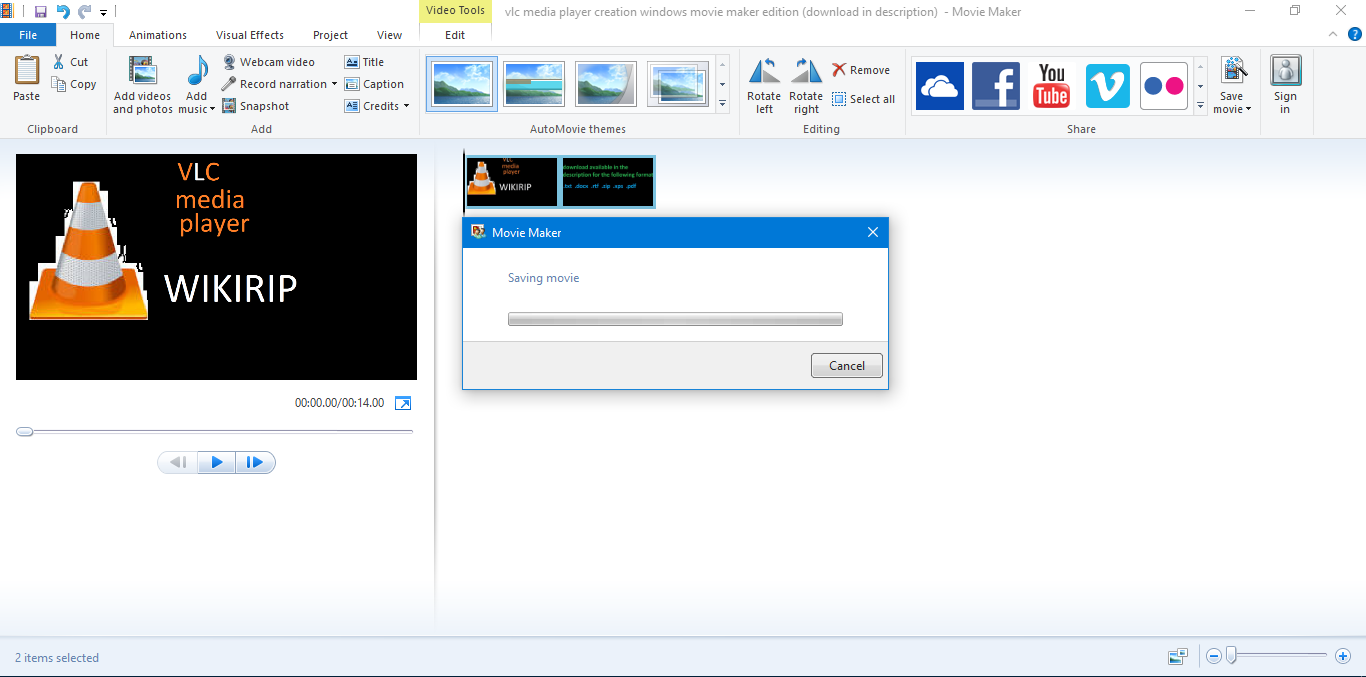 Video Tools
vlc media player creation windows movie maker edition (download in description) - Movie Maker
File
Home
Animations
Visual Effects
Project
View
Edit
Paste
Cut
Copy
Clipboard
Add videos
and photos
Add
music
Webcam video
Record narration
Snapshot
Title
Caption
Credits
Add
AutoMovie themes
Rotate
left
Rotate
right
Remove
Select all
Editing
You
Tube
Share
Save
movie
Sign
in
VLC
media
player
WIKIRIP
00:00.00/00:14.00
VLC
media
player
WIKIRIP
download available in the
description for the following format
.txt .docx .rtf .zip .xps .pdf
Movie Maker
Saving movie
Cancel
2 items selected